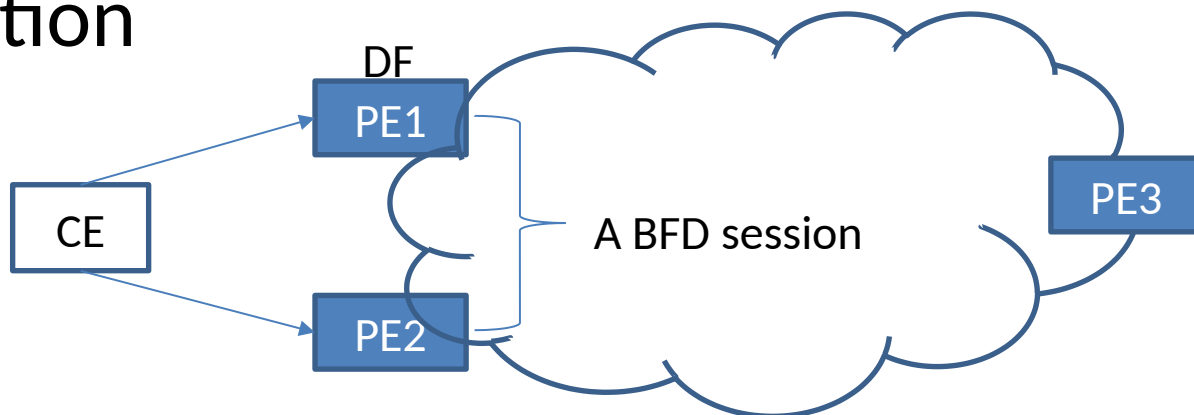 tion
DF
PE1
CE
PE3
A BFD session
PE2